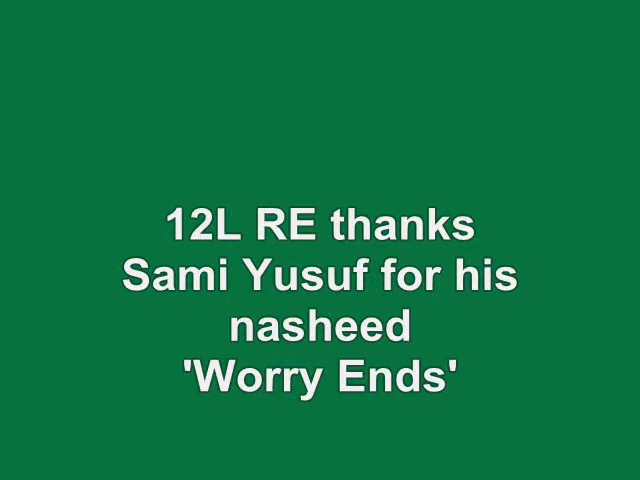 12L RE thanks
Sami Yusuf for his
nasheed
'Worry Ends'